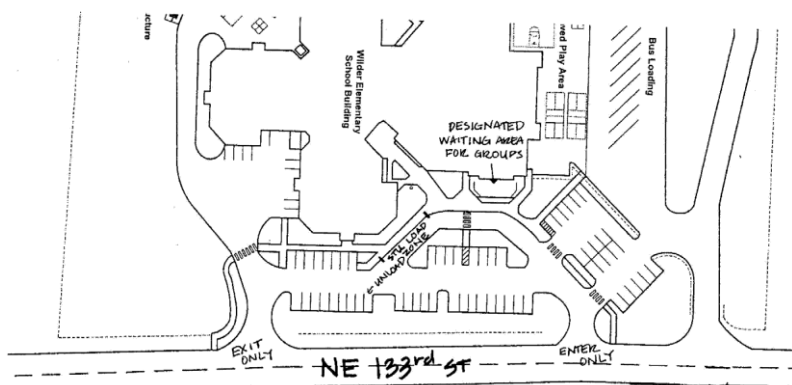 ucture
Wilder Elementary
School Building
ved Play Area
Bus Loading
DESIGNATED
WAITING AREA
FOR GROUPS
STU. LOAD
UNLOAD ZONE
EXIT
ONLY
NE 133rd ST
ENTER
ONLY